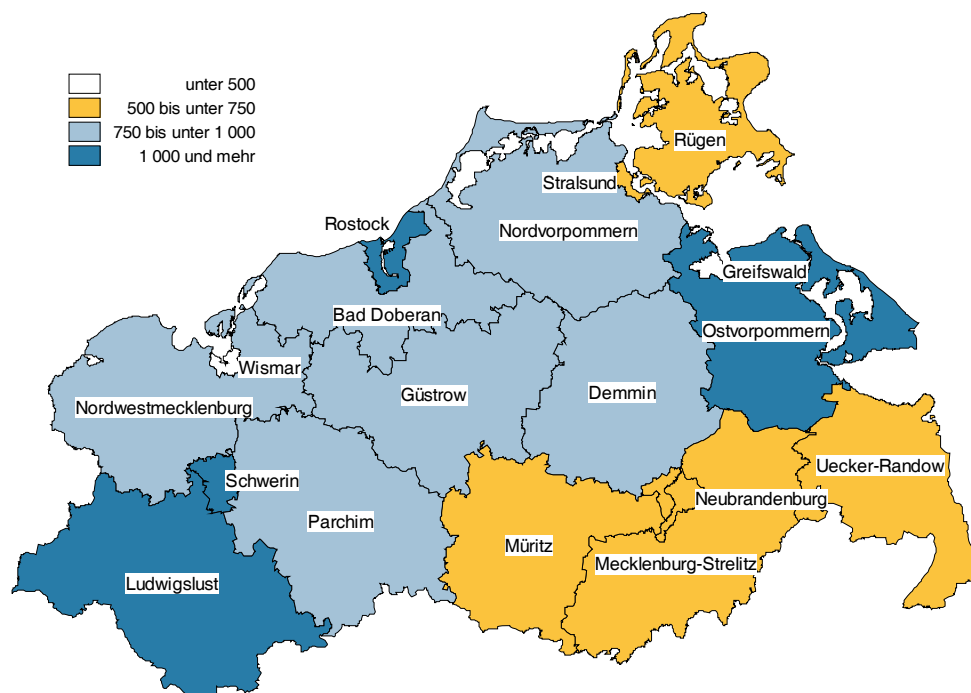 unter 500
500 bis unter 750
750 bis unter 1 000
1 000 und mehr
Rügen
Stralsund
Rostock
Nordvorpommern
Greifswald
Bad Doberan
Ostvorpommern
Wismar
Güstrow
Demmin
Nordwestmecklenburg
Uecker-Randow
Schwerin
Neubrandenburg
Parchim
Müritz
Mecklenburg-Strelitz
Ludwigslust